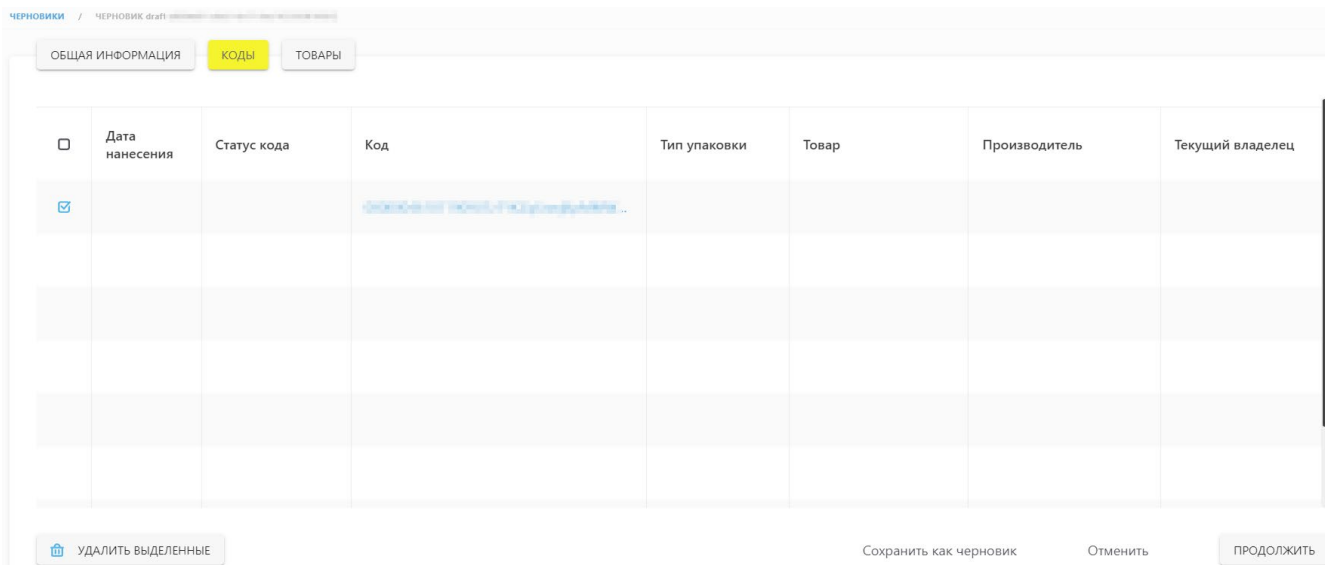 ЧЕРНОВИКИ / ЧЕРНОВИК draft
ОБЩАЯ ИНФОРМАЦИЯ КОДЫ ТОВАРЫ
Дата нанесения Статус кода Код Тип упаковки Товар Производитель Текущий владелец
УДАЛИТЬ ВЫДЕЛЕННЫЕ Сохранить как черновик Отменить ПРОДОЛЖИТЬ